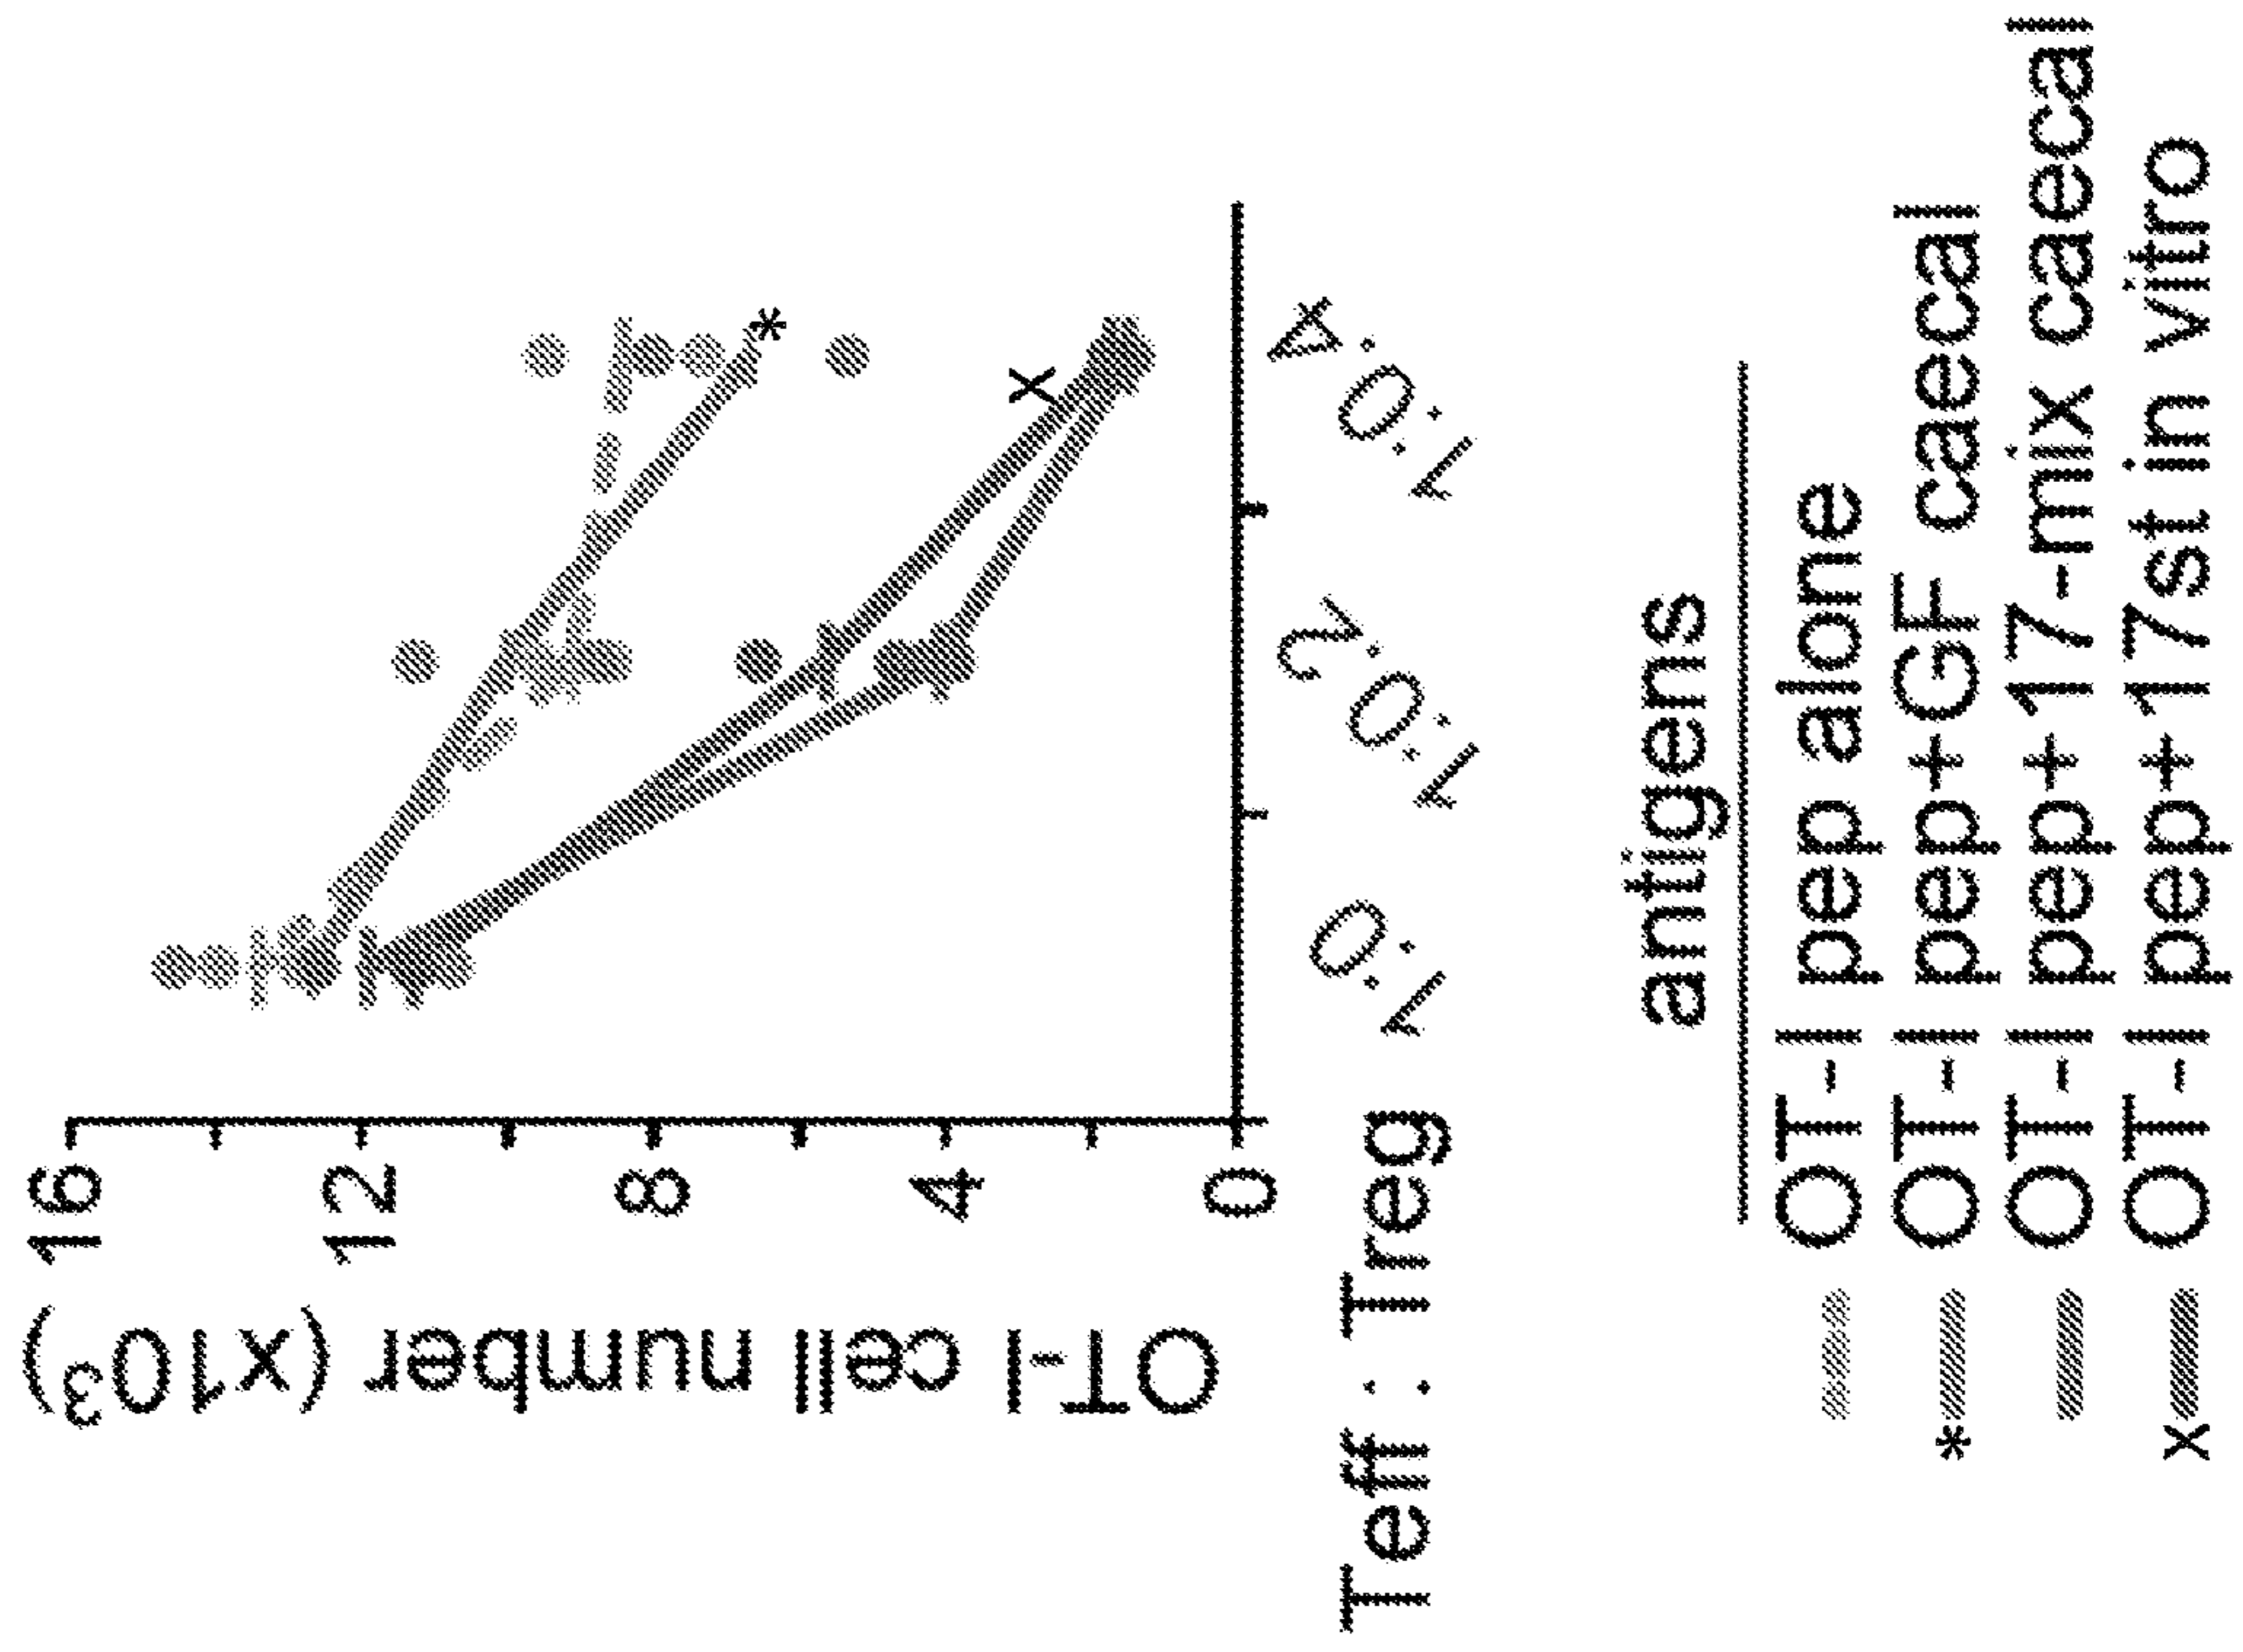 OT-I cell number (x10³)
16
12
8
4
0
Teff : Treg
1:0
1:0.2
1:0.4
*
x
antigens
OT-I pep alone
* OT-I pep+GF caecal
OT-I pep+17-mix caecal
x OT-I pep+17st in vitro